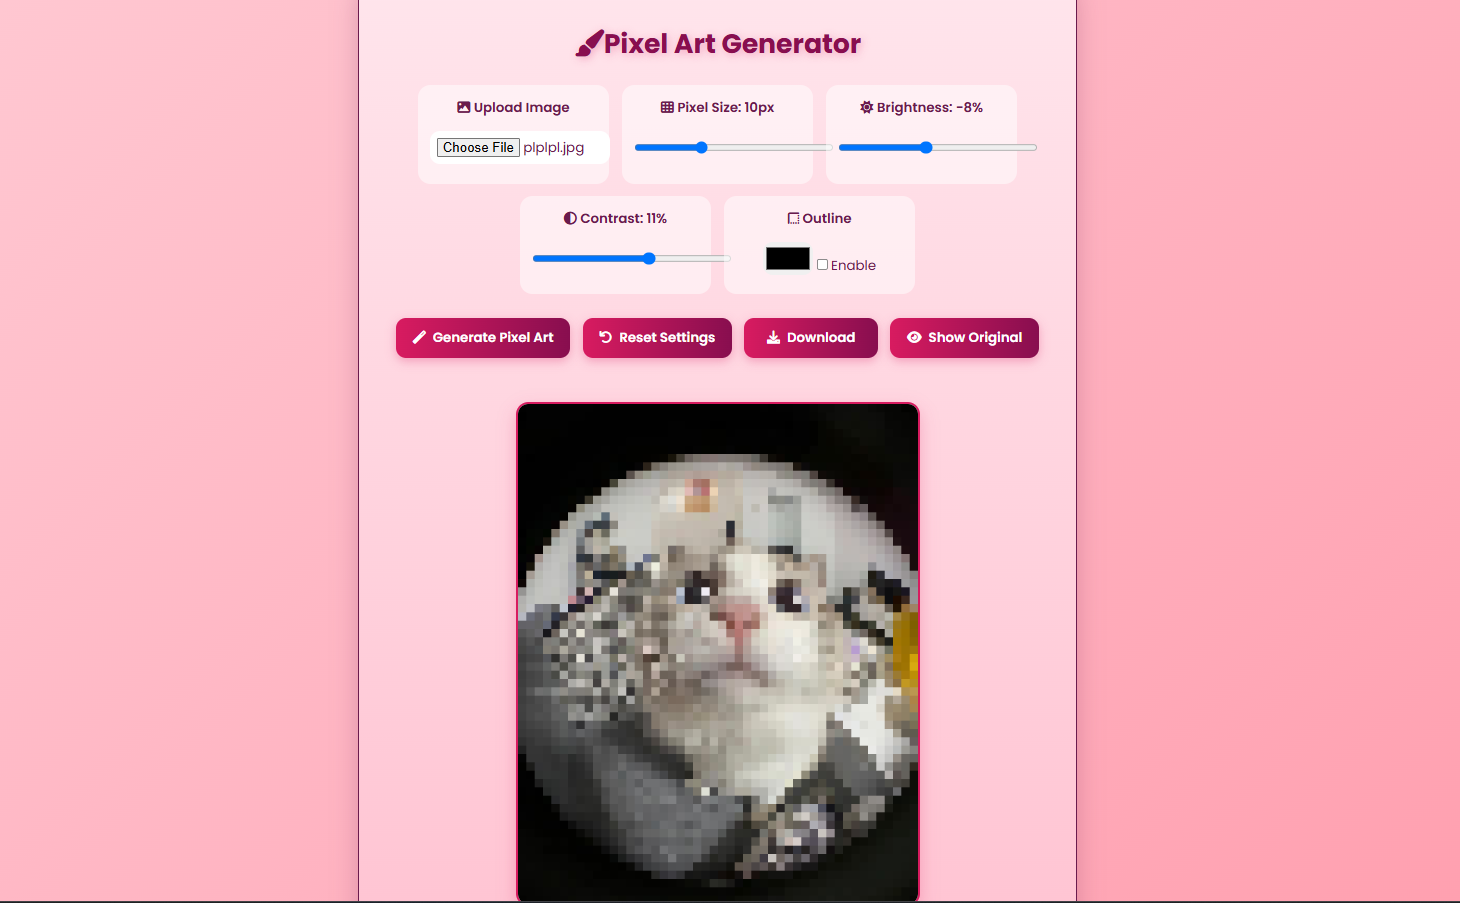 Pixel Art Generator
Upload Image
Pixel Size: 10px
Brightness: -8%
Choose File plplpl.jpg
Contrast: 11%
Outline
Enable
Generate Pixel Art
Reset Settings
Download
Show Original